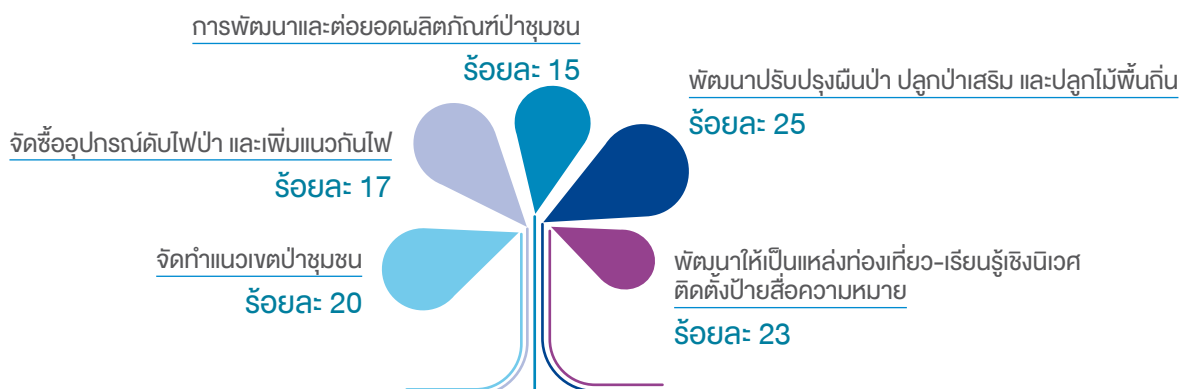 การพัฒนาและต่อยอดผลิตภัณฑ์ป่าชุมชน
ร้อยละ 15
พัฒนาปรับปรุงผืนป่า ปลูกป่าเสริม และปลูกไม้พื้นถิ่น
ร้อยละ 25
จัดซื้ออุปกรณ์ดับไฟป่า และเพิ่มแนวกันไฟ
ร้อยละ 17
จัดทำแนวเขตป่าชุมชน
ร้อยละ 20
พัฒนาให้เป็นแหล่งท่องเที่ยว-เรียนรู้เชิงนิเวศ
ติดตั้งป้ายสื่อความหมาย
ร้อยละ 23